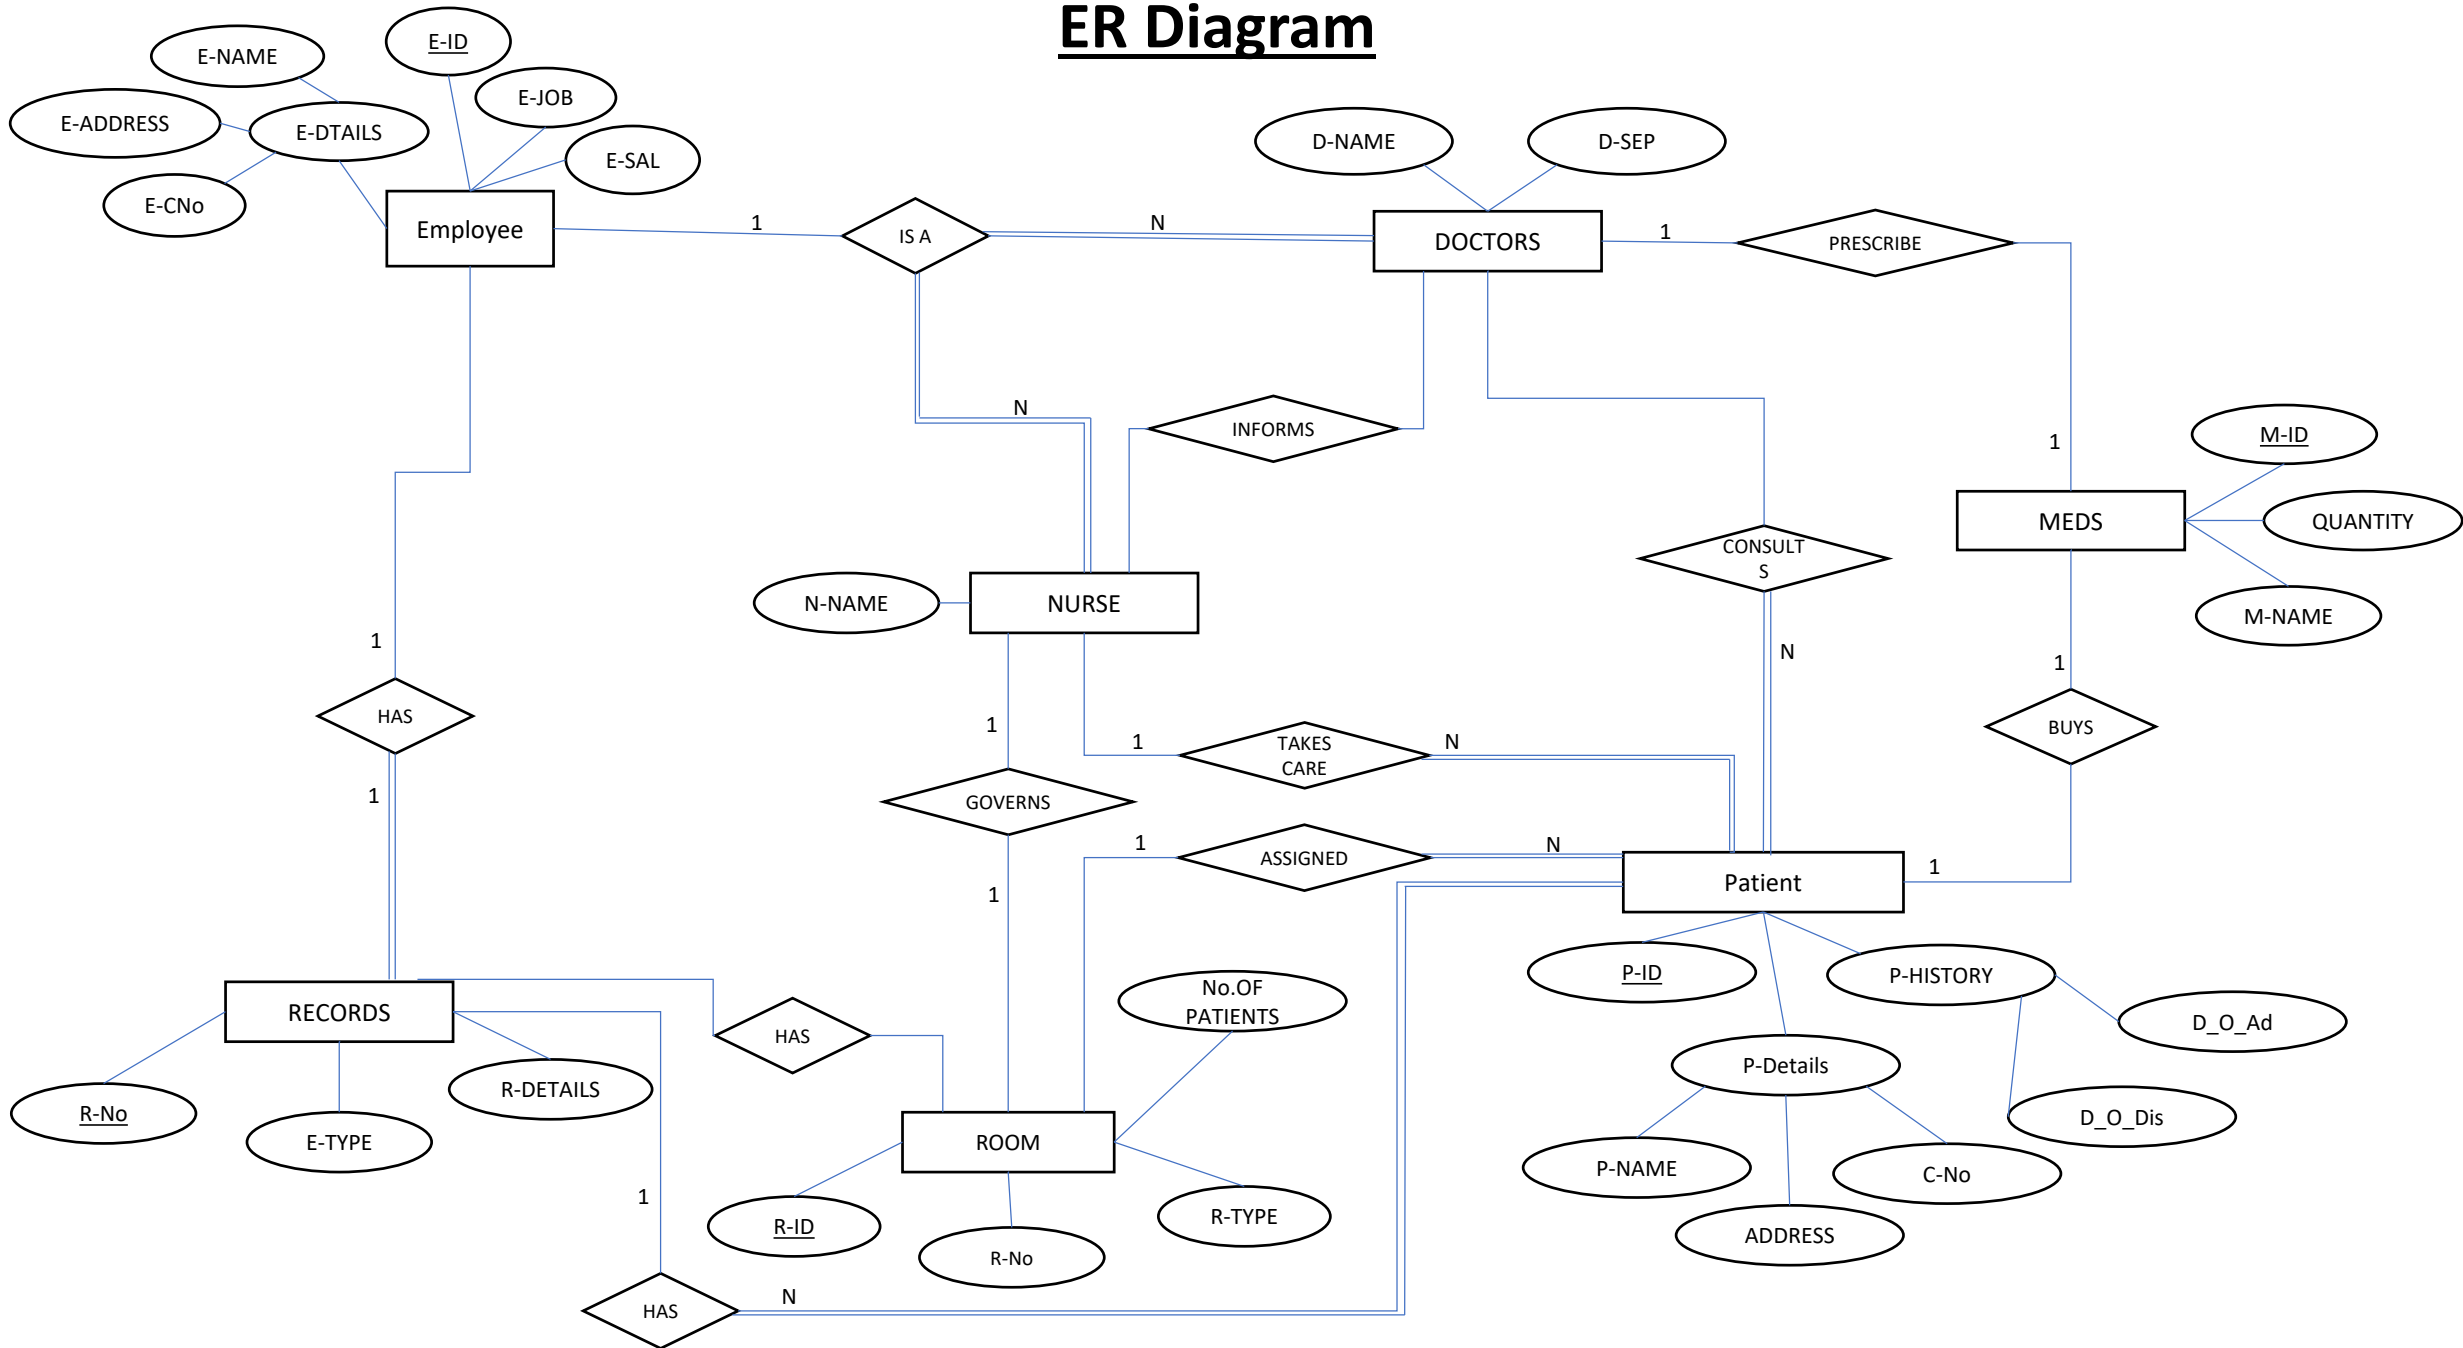 ER Diagram
E-ID
E-NAME
E-JOB
E-ADDRESS
E-DTAILS
E-SAL
E-CNo
Employee
D-NAME
D-SEP
1
IS A
N
DOCTORS
1
PRESCRIBE
N
INFORMS
1
M-ID
MEDS
QUANTITY
M-NAME
CONSULT
S
N-NAME
NURSE
1
N
1
HAS
1
1
TAKES
CARE
N
BUYS
1
GOVERNS
1
ASSIGNED
N
1
Patient
1
RECORDS
HAS
No.OF
PATIENTS
P-ID
P-HISTORY
D_O_Ad
R-No
E-TYPE
R-DETAILS
ROOM
P-Details
D_O_Dis
P-NAME
C-No
ADDRESS
1
R-ID
R-No
R-TYPE
HAS
N